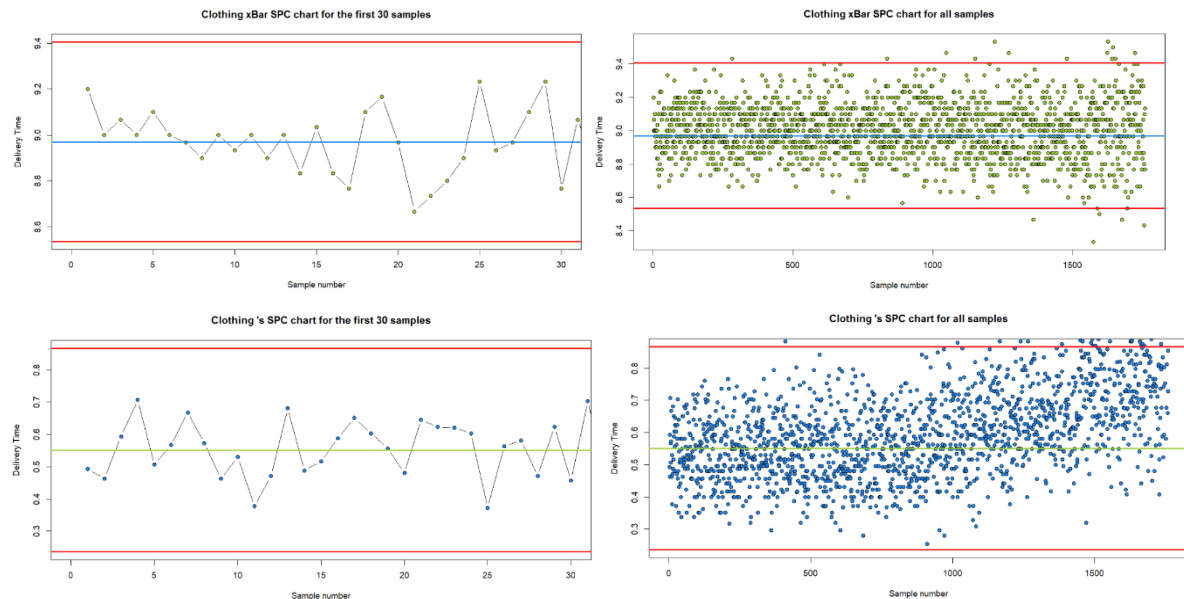 Clothing xBar SPC chart for the first 30 samples
Delivery Time
9.4
9.2
9.0
8.8
8.6
0 5 10 15 20 25 30
Sample number
Clothing xBar SPC chart for all samples
Delivery Time
9.4
9.2
9.0
8.8
8.6
8.4
0 500 1000 1500
Sample number
Clothing 's SPC chart for the first 30 samples
Delivery Time
0.8
0.7
0.6
0.5
0.4
0.3
0 5 10 15 20 25 30
Sample number
Clothing 's SPC chart for all samples
Delivery Time
0.8
0.7
0.6
0.5
0.4
0.3
0 500 1000 1500
Sample number